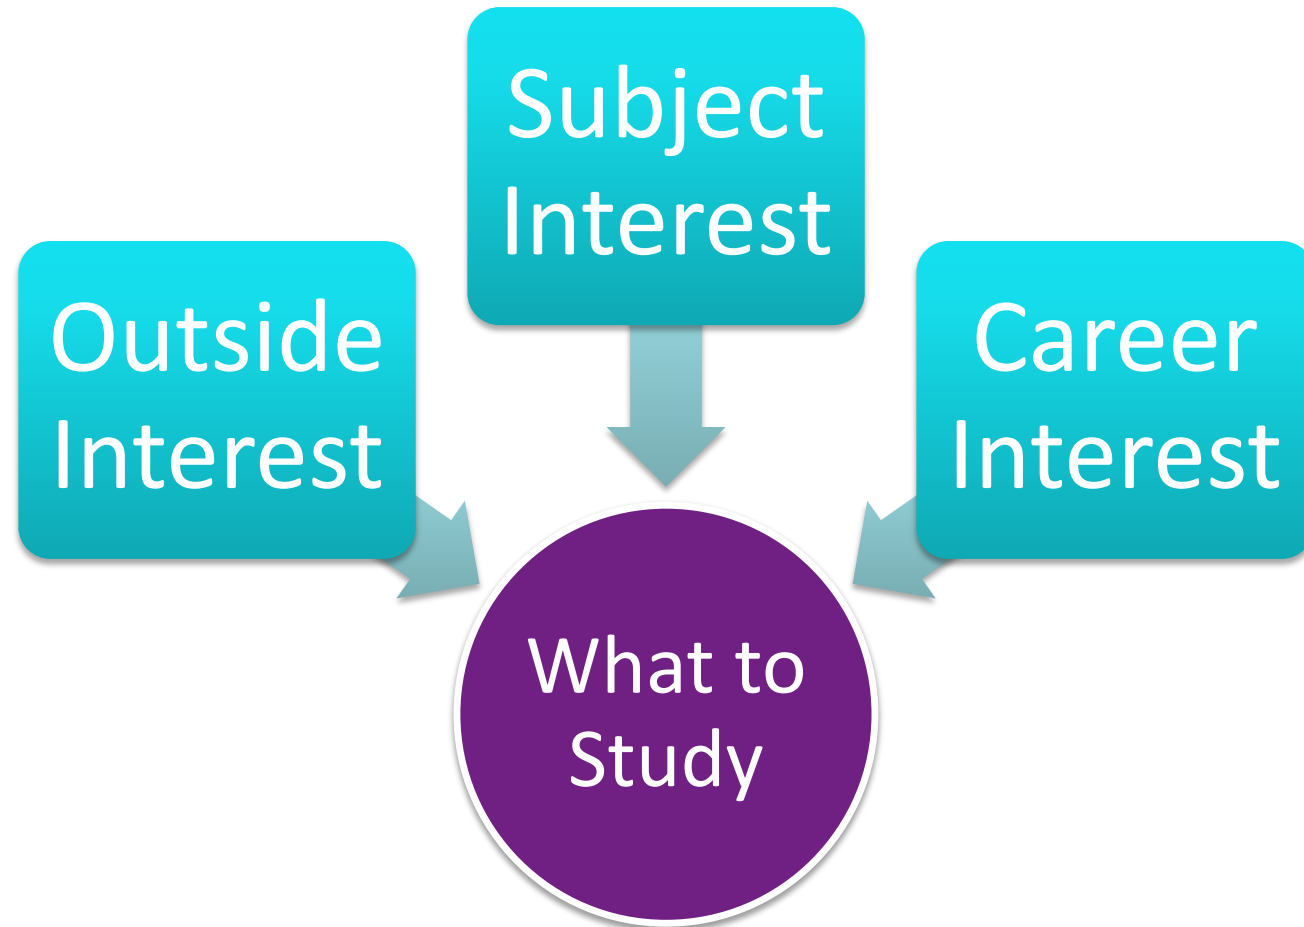 Subject
Interest
Outside
Interest
Career
Interest
What to
Study